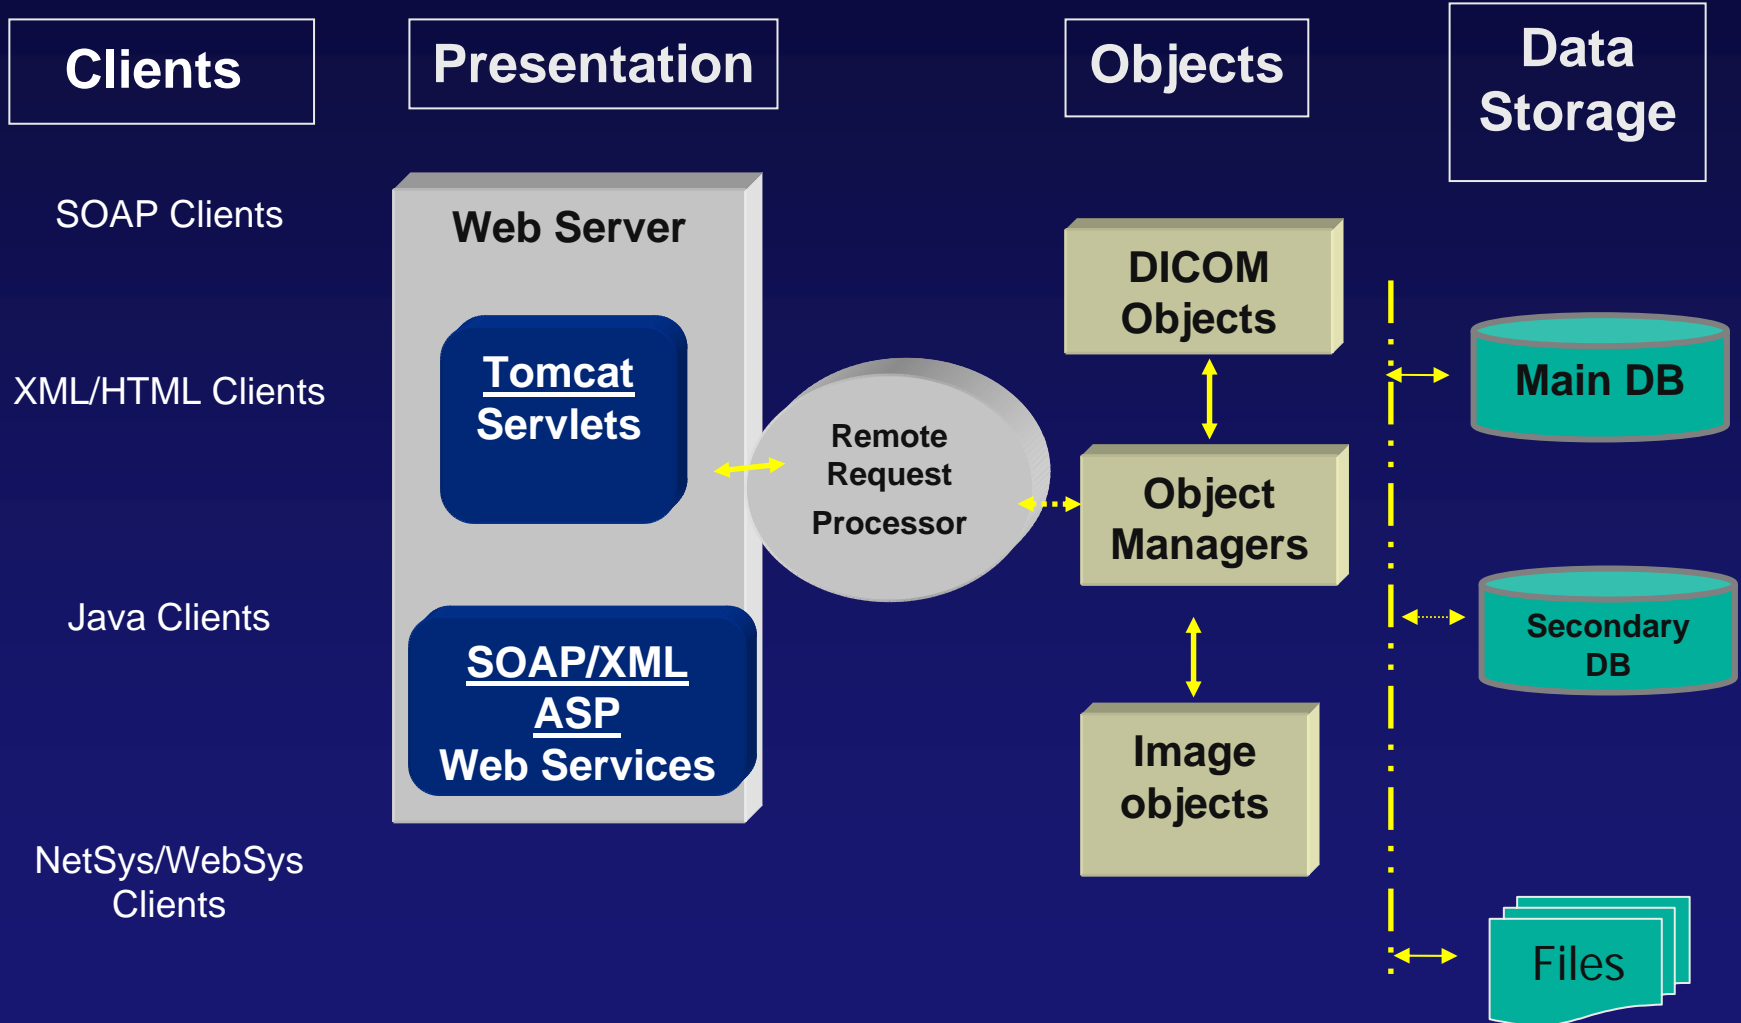 Clients
Presentation
Objects
Data
Storage
SOAP Clients
XML/HTML Clients
Java Clients
NetSys/WebSys
Clients
Web Server
Tomcat
Servlets
SOAP/XML
ASP
Web Services
Remote
Request
Processor
DICOM
Objects
Object
Managers
Image
objects
Main DB
Secondary
DB
Files